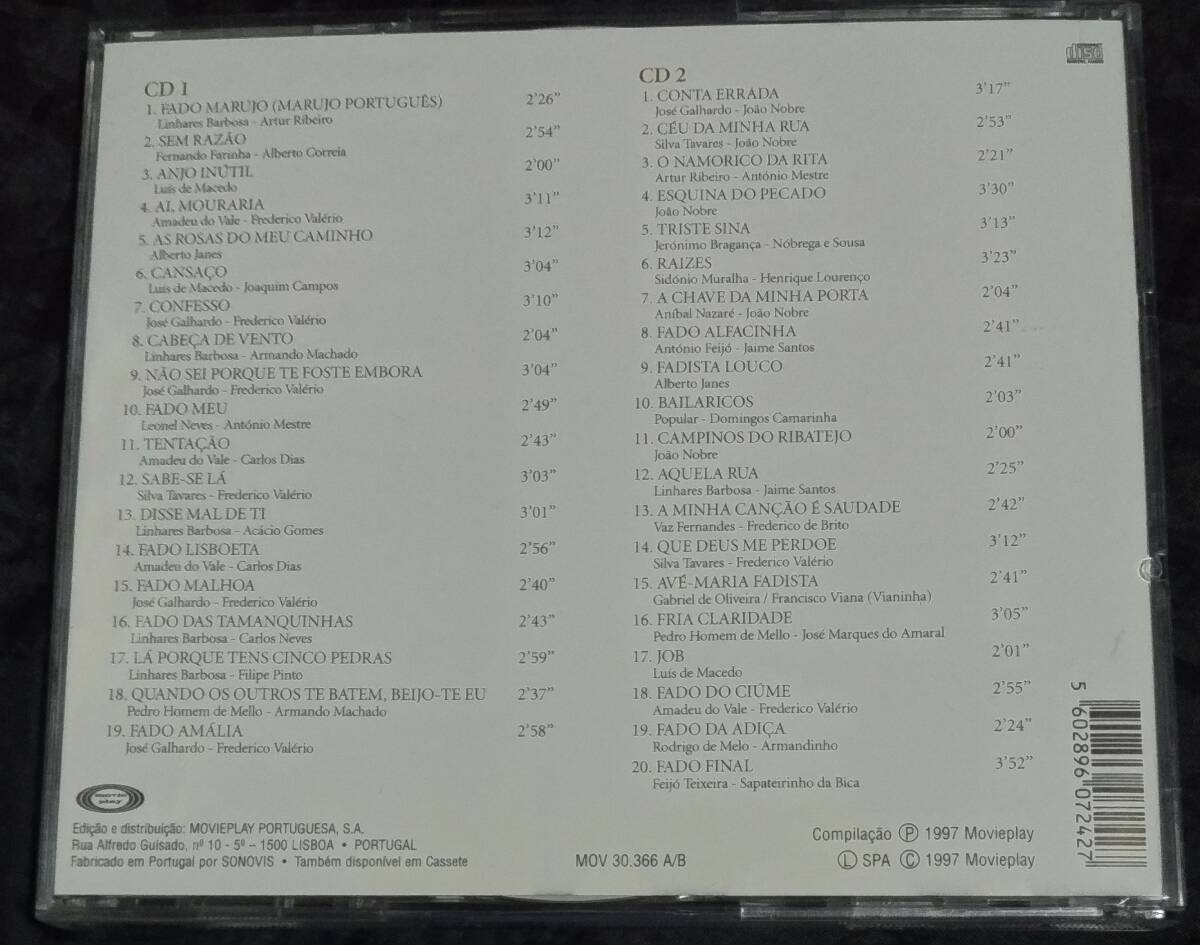 CD 1
1. FADO MARUJO (MARUJO PORTUGUÊS) 2'26"
Linhares Barbosa - Artur Ribeiro
2. SEM RAZÃO 2'54"
Fernando Farinha - Alberto Correia
3. ANJO INÚTIL 2'00"
Luís de Macedo
4. AI, MOURARIA 3'11"
Amadeu do Vale - Frederico Valério
5. AS ROSAS DO MEU CAMINHO 3'12"
Alberto Janes
6. CANSAÇO 3'04"
Luís de Macedo - Joaquim Campos
7. CONFESSO 3'10"
José Galhardo - Frederico Valério
8. CABEÇA DE VENTO 2'04"
Linhares Barbosa - Armando Machado
9. NÃO SEI PORQUE TE FOSTE EMBORA 3'04"
José Galhardo - Frederico Valério
10. FADO MEU 2'49"
Leonel Neves - António Mestre
11. TENTAÇÃO 2'43"
Amadeu do Vale - Carlos Dias
12. SABE-SE LÁ 3'03"
Silva Tavares - Frederico Valério
13. DISSE MAL DE TI 3'01"
Linhares Barbosa - Acácio Gomes
14. FADO LISBOETA 2'56"
Amadeu do Vale - Carlos Dias
15. FADO MALHOA 2'40"
José Galhardo - Frederico Valério
16. FADO DAS TAMANQUINHAS 2'43"
Linhares Barbosa - Carlos Neves
17. LÁ PORQUE TENS CINCO PEDRAS 2'59"
Linhares Barbosa - Filipe Pinto
18. QUANDO OS OUTROS TE BATEM, BEIJO-TE EU 2'37"
Pedro Homem de Mello - Armando Machado
19. FADO AMÁLIA 2'58"
José Galhardo - Frederico Valério
CD 2
1. CONTA ERRADA 3'17"
José Galhardo - João Nobre
2. CÉU DA MINHA RUA 2'53"
Silva Tavares - João Nobre
3. O NAMORICO DA RITA 2'21"
Artur Ribeiro - António Mestre
4. ESQUINA DO PECADO 3'30"
João Nobre
5. TRISTE SINA 3'13"
Jerónimo Bragança - Nóbrega e Sousa
6. RAIZES 3'23"
Sidónio Muralha - Henrique Lourenço
7. A CHAVE DA MINHA PORTA 2'04"
Aníbal Nazaré - João Nobre
8. FADO ALFACINHA 2'41"
António Feijó - Jaime Santos
9. FADISTA LOUCO 2'41"
Alberto Janes
10. BAILARICOS 2'03"
Popular - Domingos Camarinha
11. CAMPINOS DO RIBATEJO 2'00"
João Nobre
12. AQUELA RUA 2'25"
Linhares Barbosa - Jaime Santos
13. A MINHA CANÇÃO É SAUDADE 2'42"
Vaz Fernandes - Frederico de Brito
14. QUE DEUS ME PERDOE 3'12"
Silva Tavares - Frederico Valério
15. AVÉ-MARIA FADISTA 2'41"
Gabriel de Oliveira / Francisco Viana (Vianinha)
16. FRIA CLARIDADE 3'05"
Pedro Homem de Mello - José Marques do Amaral
17. JOB 2'01"
Luís de Macedo
18. FADO DO CIÚME 2'55"
Amadeu do Vale - Frederico Valério
19. FADO DA ADIÇA 2'24"
Rodrigo de Melo - Armandinho
20. FADO FINAL 3'52"
Feijó Teixeira - Sapateirinho da Bica
disc
DIGITAL AUDIO
movie
play
Edição e distribuição: MOVIEPLAY PORTUGUESA, S.A.
Rua Alfredo Guisado, nº 10 - 5º – 1500 LISBOA • PORTUGAL
Fabricado em Portugal por SONOVIS • Também disponível em Cassete
MOV 30.366 A/B
Compilação Ⓟ 1997 Movieplay
Ⓛ SPA Ⓒ 1997 Movieplay
5 602896 072427